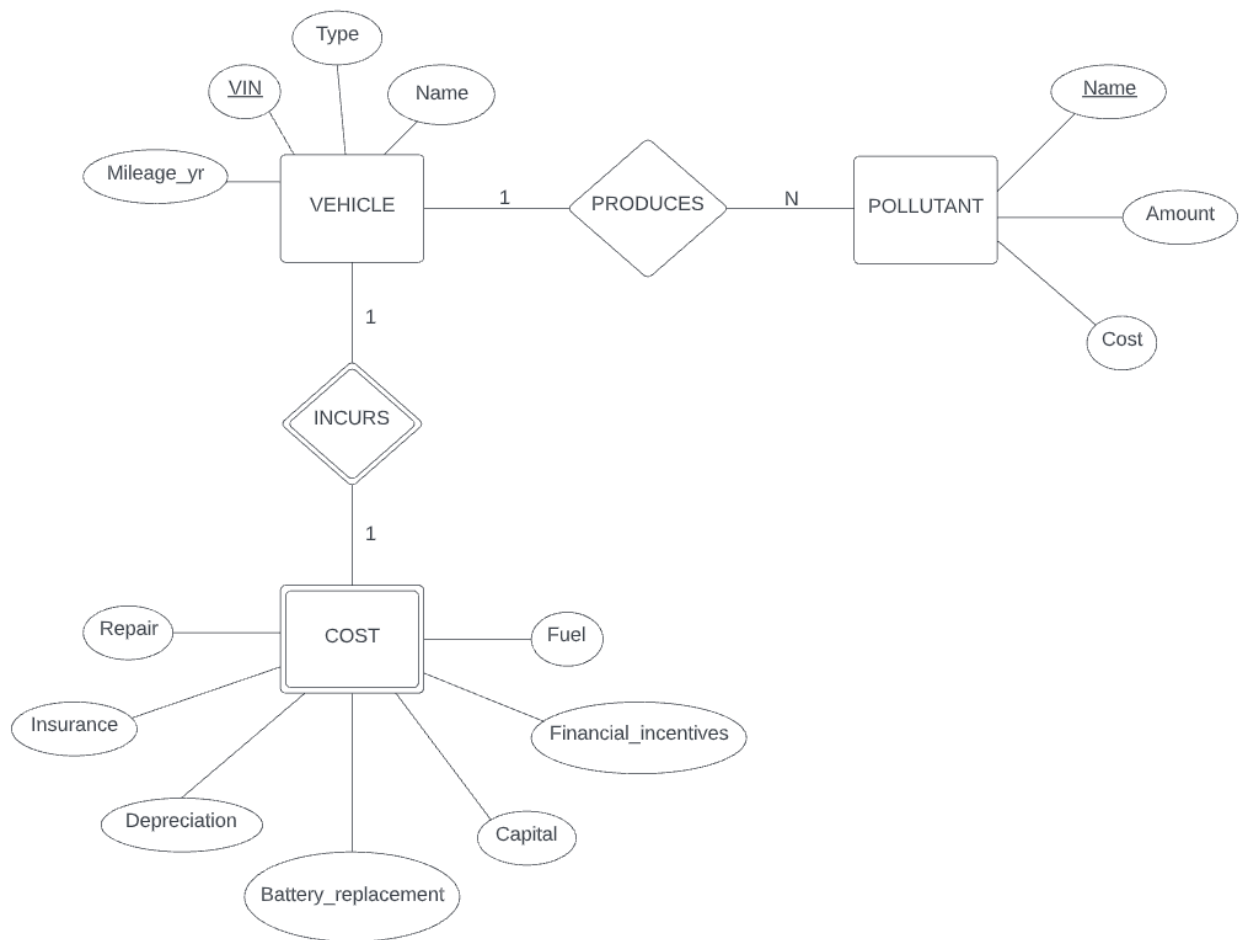 Type
VIN
Name
Name
Mileage_yr
VEHICLE
1
PRODUCES
N
POLLUTANT
Amount
1
Cost
INCURS
1
Repair
COST
Fuel
Insurance
Financial_incentives
Depreciation
Capital
Battery_replacement